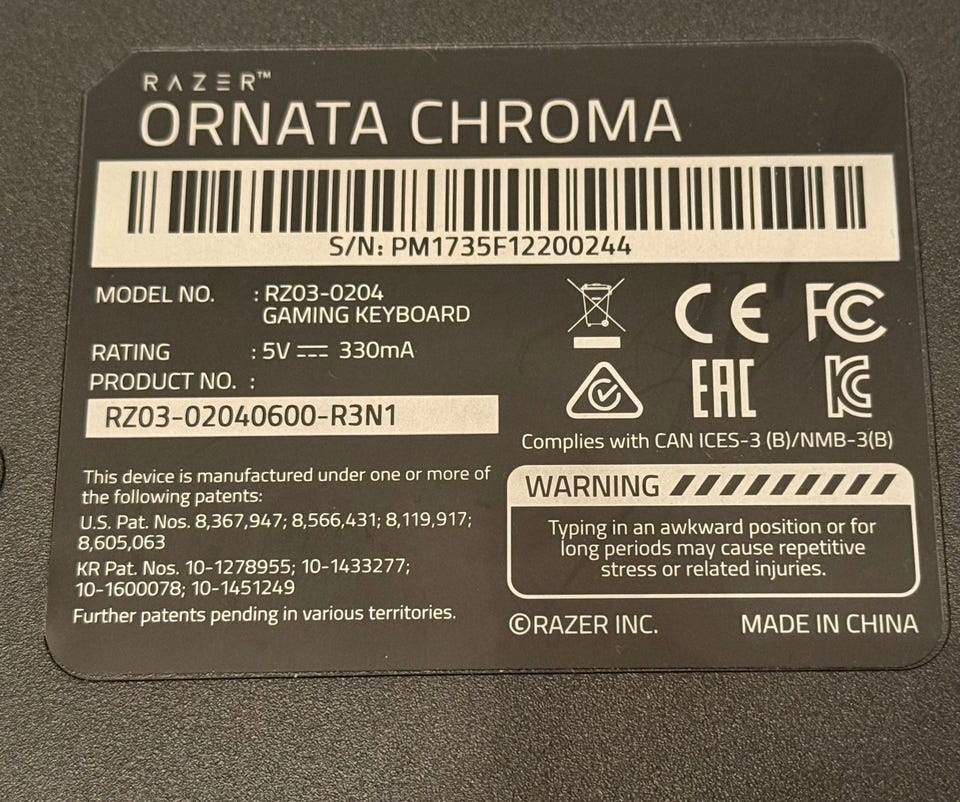 RAZER™
ORNATA CHROMA
S/N: PM1735F12200244
MODEL NO. : RZ03-0204
GAMING KEYBOARD
RATING : 5V ⎓ 330mA
PRODUCT NO. :
RZ03-02040600-R3N1
This device is manufactured under one or more of
the following patents:
U.S. Pat. Nos. 8,367,947; 8,566,431; 8,119,917;
8,605,063
KR Pat. Nos. 10-1278955; 10-1433277;
10-1600078; 10-1451249
Further patents pending in various territories.
CE FC
EAC KC
Complies with CAN ICES-3 (B)/NMB-3(B)
WARNING
Typing in an awkward position or for
long periods may cause repetitive
stress or related injuries.
©RAZER INC. MADE IN CHINA